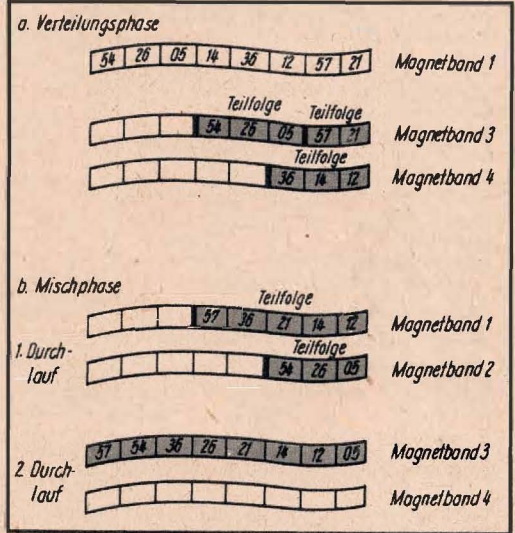 a. Verteilungsphase
54 26 05 14 36 12 57 21 Magnetband 1
Teilfolge Teilfolge
54 26 05 57 21 Magnetband 3
Teilfolge
36 14 12 Magnetband 4
b. Mischphase
Teilfolge
57 36 21 14 12 Magnetband 1
1. Durch-
lauf
Teilfolge
54 26 05 Magnetband 2
57 54 36 26 21 14 12 05 Magnetband 3
2. Durch-
lauf
Magnetband 4